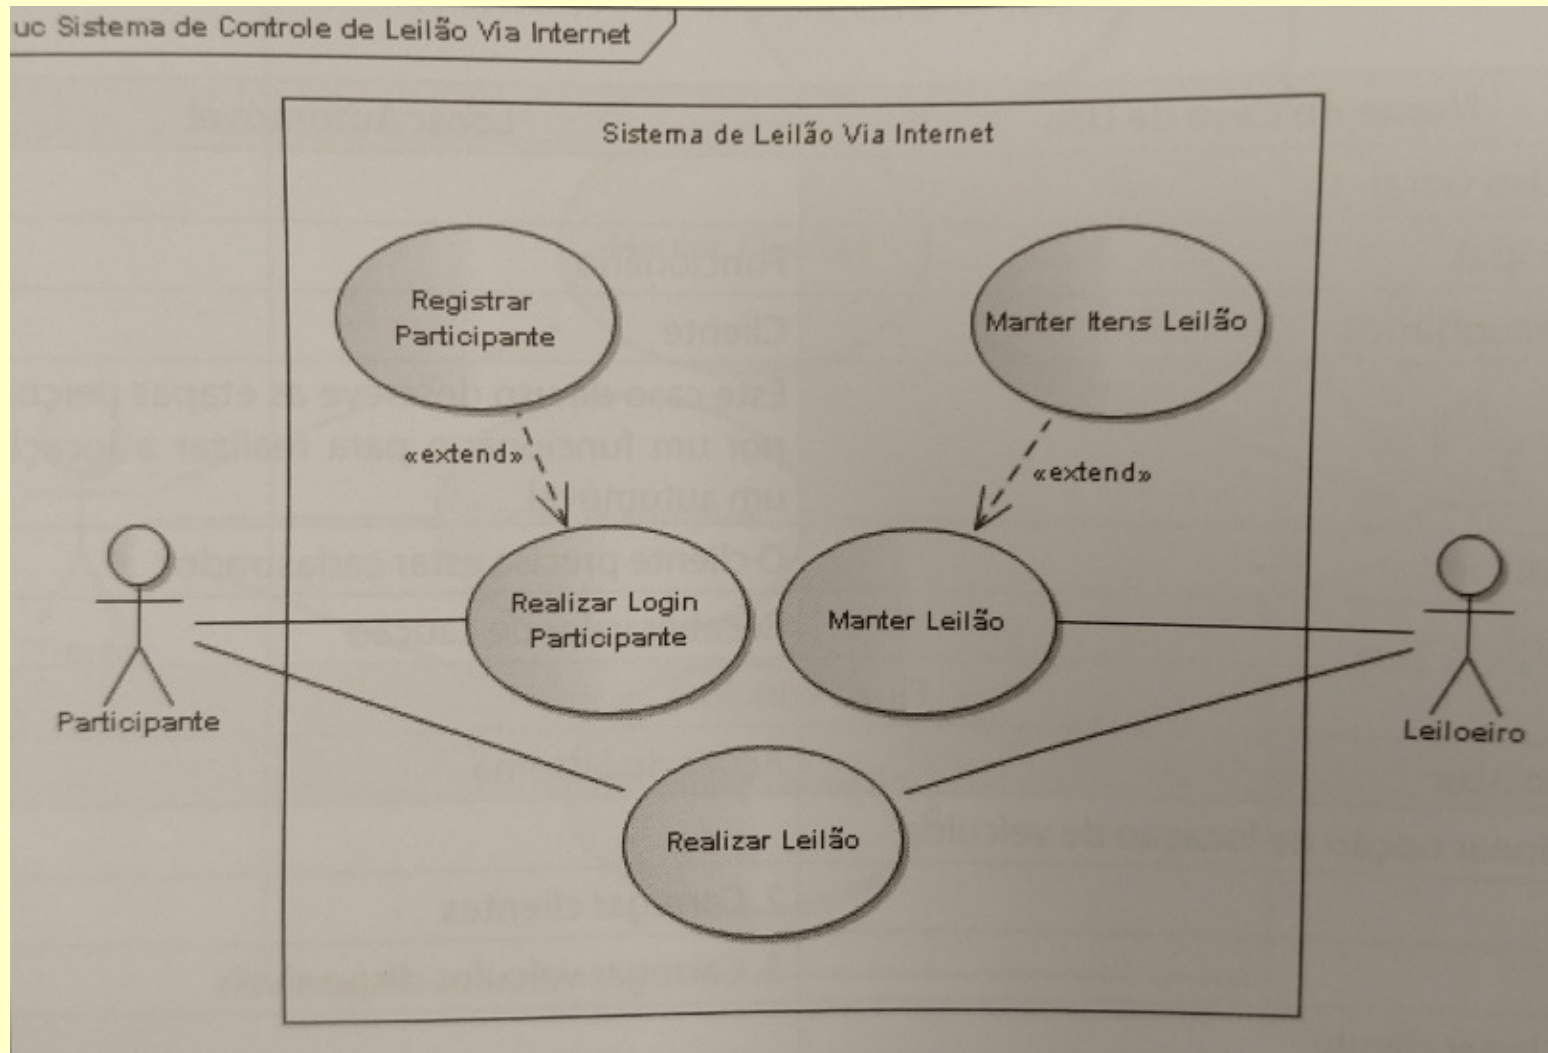 uc Sistema de Controle de Leilão Via Internet
Sistema de Leilão Via Internet
Registrar
Participante
Manter Itens Leilão
«extend»
«extend»
Realizar Login
Participante
Manter Leilão
Participante
Leiloeiro
Realizar Leilão